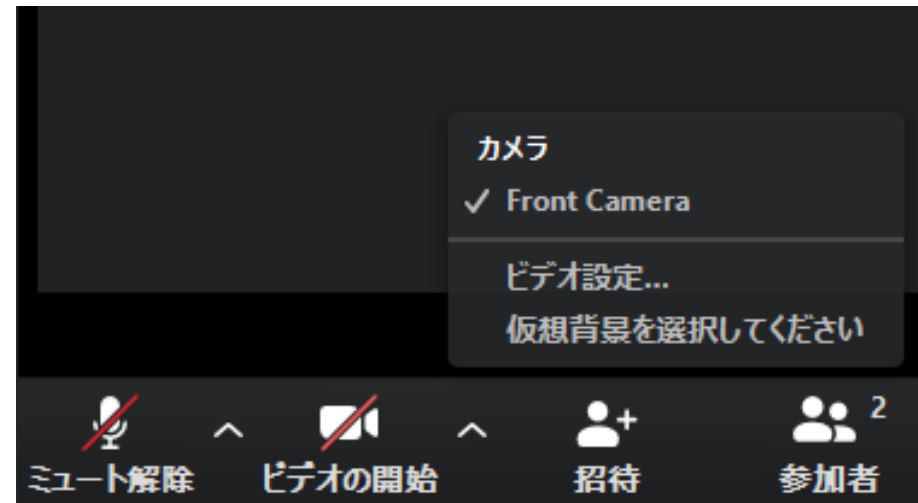 カメラ
Front Camera
ビデオ設定...
仮想背景を選択してください
ミュート解除
ビデオの開始
招待
2
参加者